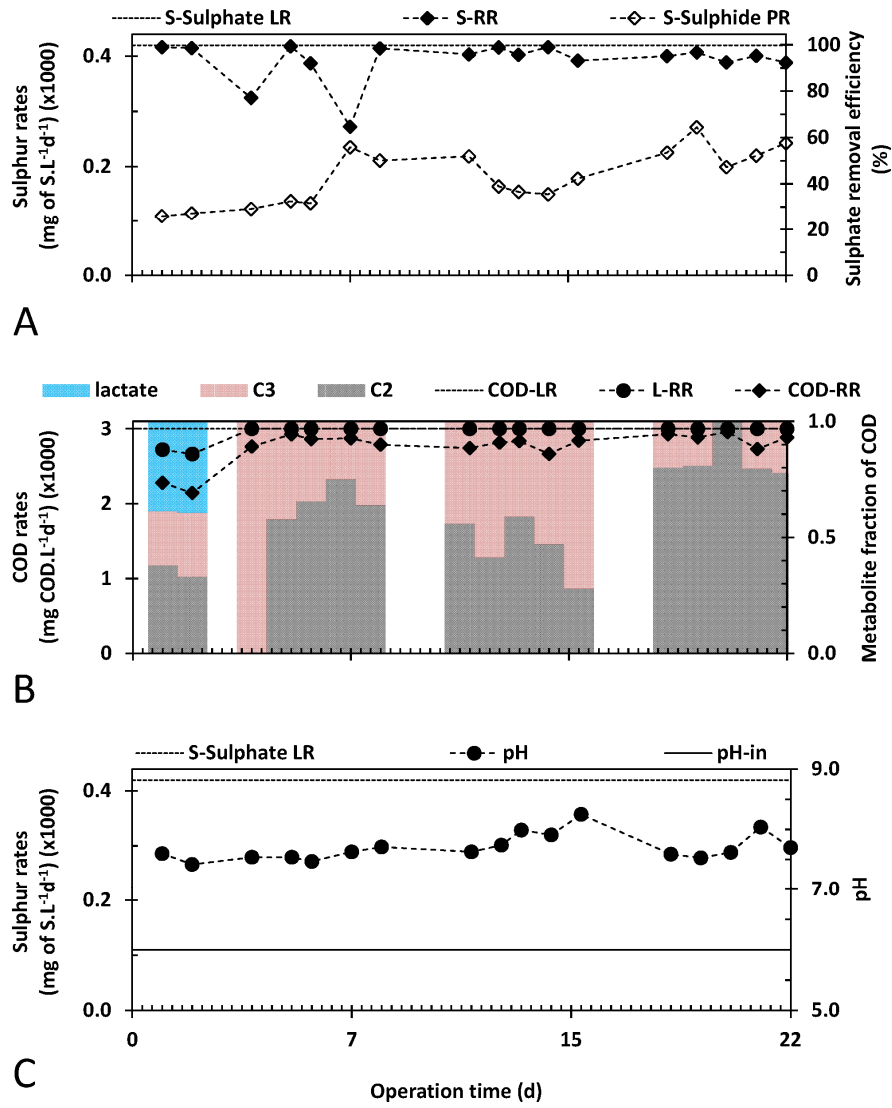 S-Sulphate LR S-RR S-Sulphide PR
0.4
0.2
0.0
Sulphur rates
(mg of S.L⁻¹d⁻¹) (x1000)
100
80
60
40
20
0
Sulphate removal efficiency
(%)
A
lactate C3 C2 COD-LR L-RR COD-RR
3
2
1
0
COD rates
(mg COD.L⁻¹d⁻¹) (x1000)
1.0
0.5
0.0
Metabolite fraction of COD
B
S-Sulphate LR pH pH-in
0.4
0.2
0.0
Sulphur rates
(mg of S.L⁻¹d⁻¹) (x1000)
9.0
7.0
5.0
pH
0 7 15 22
C
Operation time (d)